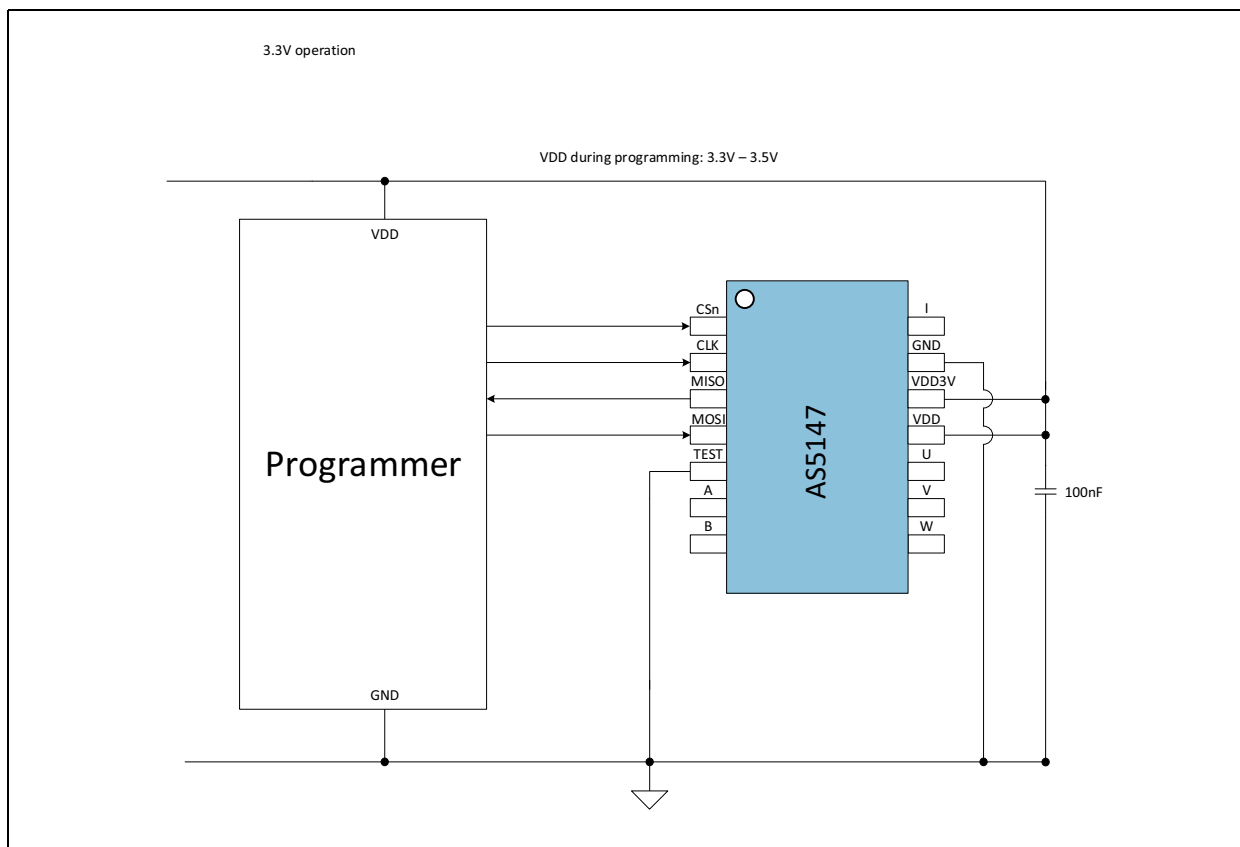 3.3V operation
VDD during programming: 3.3V – 3.5V
VDD
Programmer
GND
CSn
CLK
MISO
MOSI
TEST
A
B
AS5147
I
GND
VDD3V
VDD
U
V
W
100nF